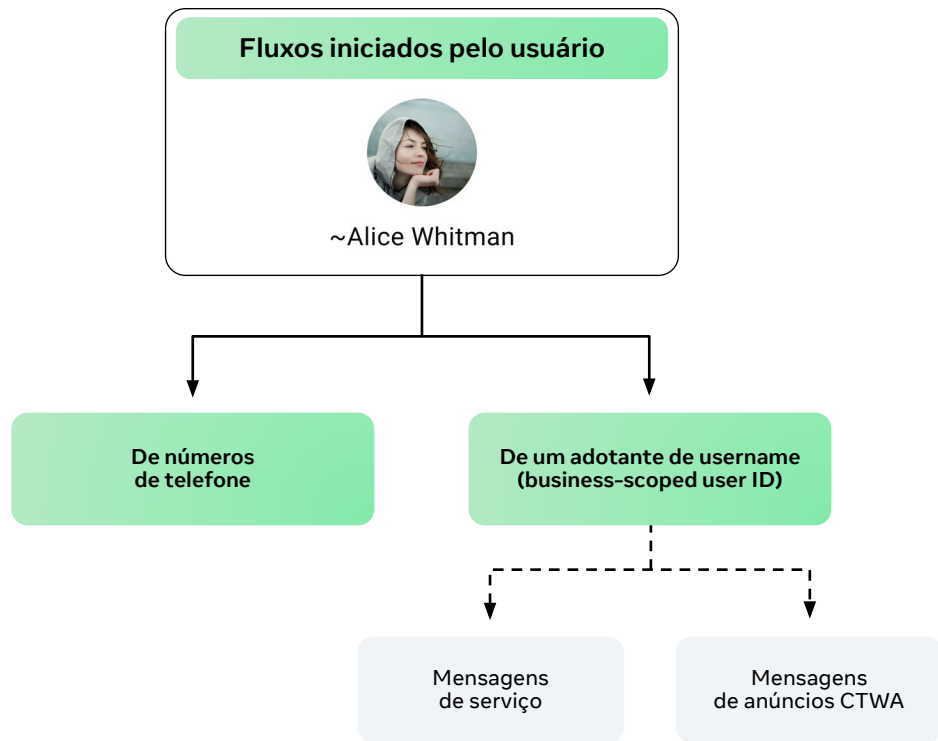 Fluxos iniciados pelo usuário
~Alice Whitman
De números
de telefone
De um adotante de username
(business-scoped user ID)
Mensagens
de serviço
Mensagens
de anúncios CTWA